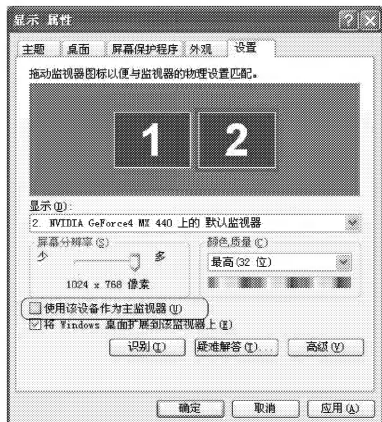 显示 属性
主题 桌面 屏幕保护程序 外观 设置
拖动监视器图标以便与监视器的物理设置匹配。
1 2
显示(D):
2. NVIDIA GeForce4 MX 440 上的 默认监视器
屏幕分辨率(S) 颜色质量(C)
少 多 最高(32 位)
1024 x 768 像素
使用该设备作为主监视器(U)
将 Windows 桌面扩展到该监视器上(E)
识别(I) 疑难解答(T)... 高级(V)
确定 取消 应用(A)